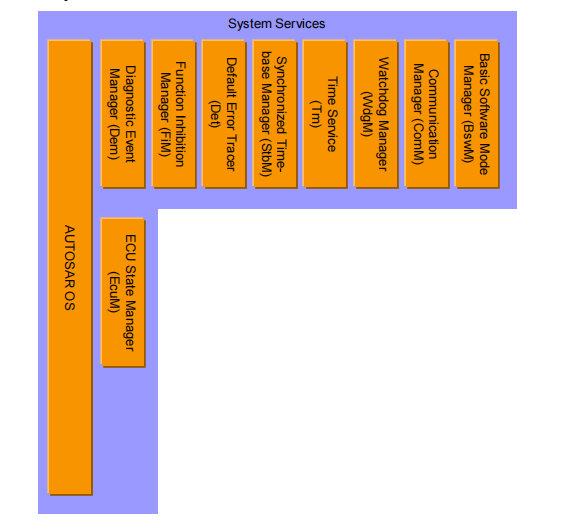 System Services
AUTOSAR OS
Diagnostic Event
Manager (Dem)
Function Inhibition
Manager (FiM)
Default Error Tracer
(Det)
Synchronized Time-
base Manager (StbM)
Time Service
(Tm)
Watchdog Manager
(WdgM)
Communication
Manager (ComM)
Basic Software Mode
Manager (BswM)
ECU State Manager
(EcuM)